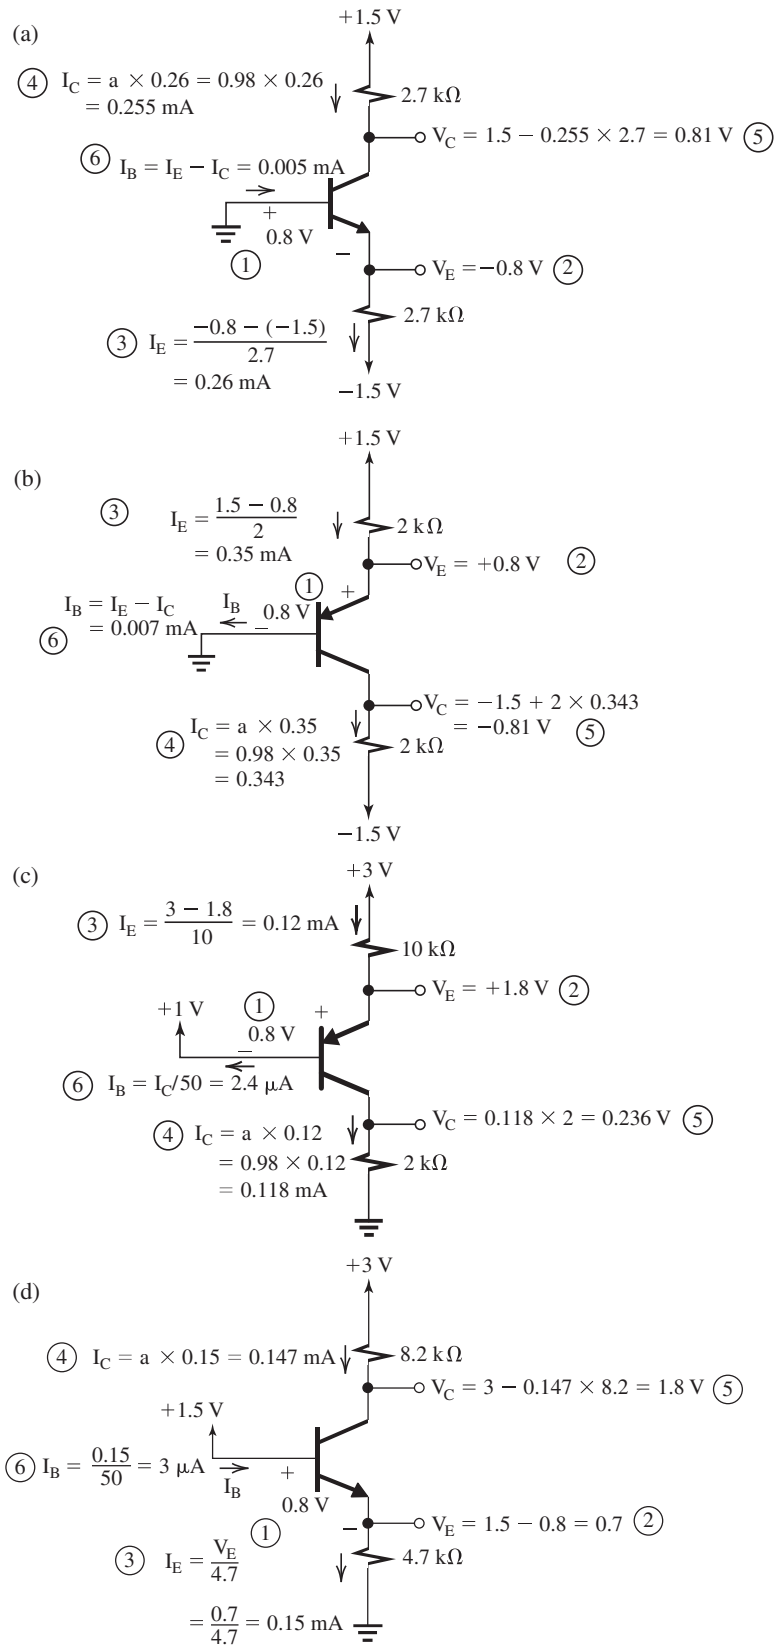 (a)
+1.5 V
④ I_C = a × 0.26 = 0.98 × 0.26
= 0.255 mA
2.7 kΩ
V_C = 1.5 − 0.255 × 2.7 = 0.81 V ⑤
⑥ I_B = I_E − I_C = 0.005 mA
+
0.8 V
①
−
V_E = −0.8 V ②
2.7 kΩ
③ I_E = −0.8 − (−1.5) / 2.7
= 0.26 mA
−1.5 V
+1.5 V
(b)
③ I_E = 1.5 − 0.8 / 2
= 0.35 mA
2 kΩ
V_E = +0.8 V ②
① +
I_B = I_E − I_C
I_B 0.8 V
⑥ = 0.007 mA
−
V_C = −1.5 + 2 × 0.343
= −0.81 V ⑤
④ I_C = a × 0.35
= 0.98 × 0.35
= 0.343
2 kΩ
−1.5 V
(c)
+3 V
③ I_E = 3 − 1.8 / 10 = 0.12 mA
10 kΩ
V_E = +1.8 V ②
+1 V
① +
0.8 V
−
⑥ I_B = I_C/50 = 2.4 μA
V_C = 0.118 × 2 = 0.236 V ⑤
④ I_C = a × 0.12
= 0.98 × 0.12
= 0.118 mA
2 kΩ
+3 V
(d)
④ I_C = a × 0.15 = 0.147 mA
8.2 kΩ
V_C = 3 − 0.147 × 8.2 = 1.8 V ⑤
+1.5 V
⑥ I_B = 0.15 / 50 = 3 μA
I_B
+
0.8 V
①
−
V_E = 1.5 − 0.8 = 0.7 ②
③ I_E = V_E / 4.7
4.7 kΩ
= 0.7 / 4.7 = 0.15 mA